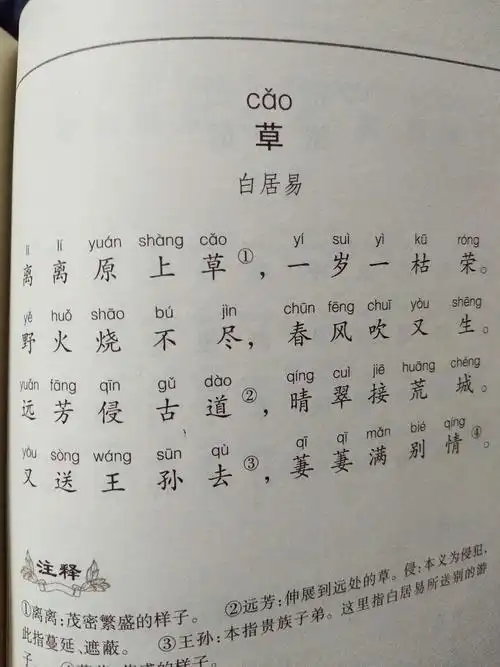 cǎo
草
白居易
lí lí yuán shàng cǎo yí suì yì kū róng
离离原上草①，一岁一枯荣。
yě huǒ shāo bú jìn chūn fēng chuī yòu shēng
野火烧不尽，春风吹又生。
yuǎn fāng qīn gǔ dào qíng cuì jiē huāng chéng
远芳侵古道②，晴翠接荒城。
yòu sòng wáng sūn qù qī qī mǎn bié qíng
又送王孙去③，萋萋满别情④。
注释
①离离：茂密繁盛的样子。 ②远芳：伸展到远处的草。侵：本义为侵犯，
此指蔓延、遮蔽。 ③王孙：本指贵族子弟。这里指白居易所送别的游
子。